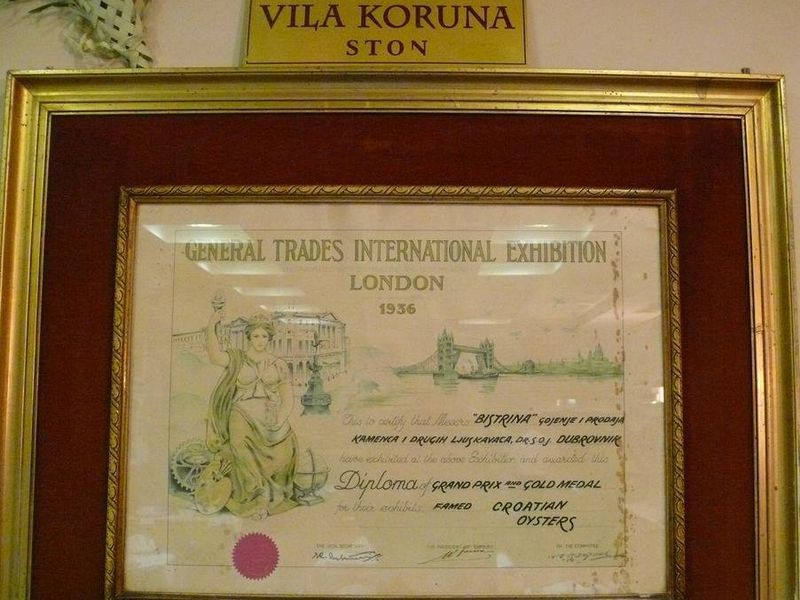 VILA KORUNA
STON
GENERAL TRADES INTERNATIONAL EXHIBITION
LONDON
1936
This to certify that Messrs "BISTRINA" GOJENJE I PRODAJA
KAMENCA I DRUGIH LJUSKAVACA, DR.S.O.J. DUBROVNIK
have exhibited at the above Exhibition and awarded this
Diploma of GRAND PRIX AND GOLD MEDAL
for their exhibits. FAMED CROATIAN
OYSTERS